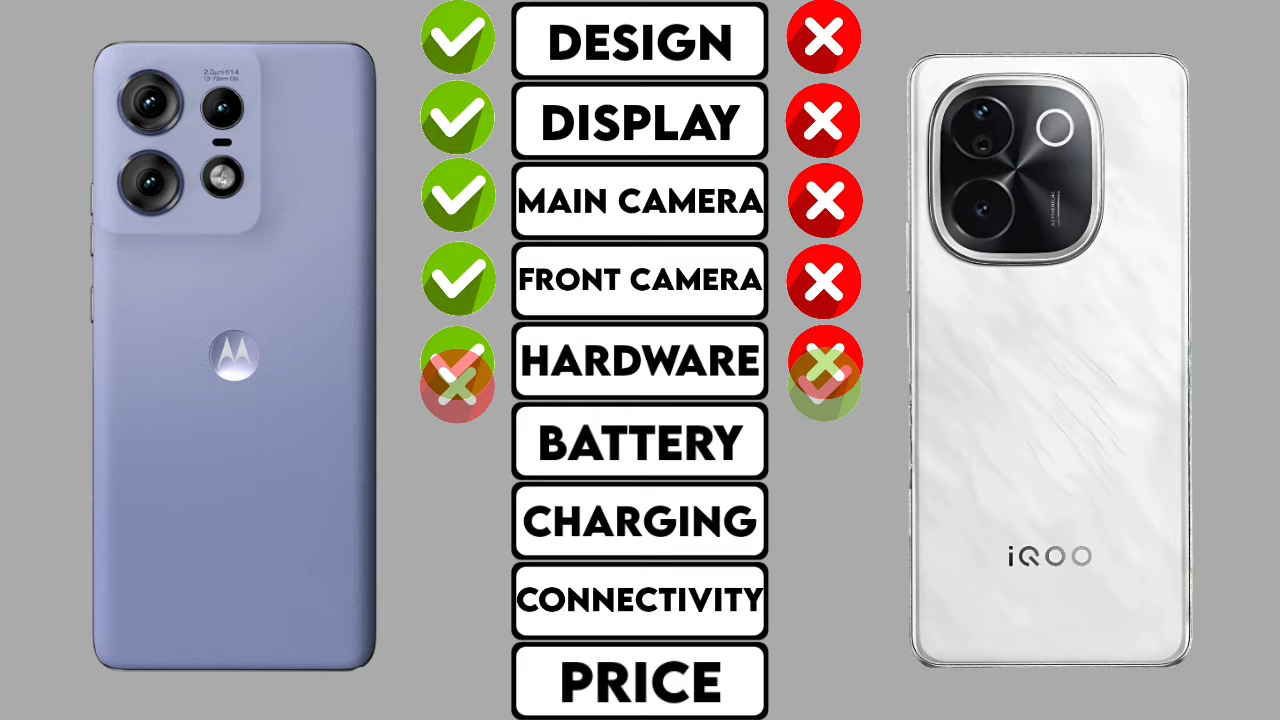 DESIGN
DISPLAY
MAIN CAMERA
FRONT CAMERA
HARDWARE
BATTERY
CHARGING
CONNECTIVITY
PRICE
iQOO